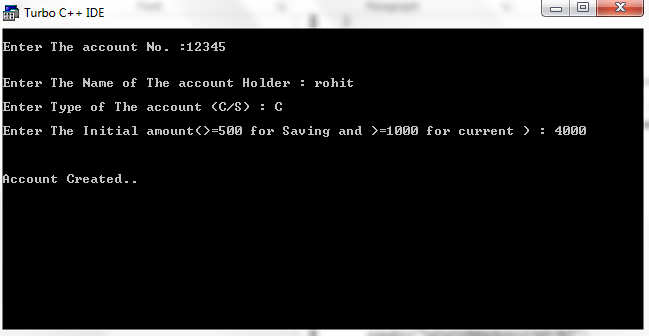 Turbo C++ IDE
Enter The account No. :12345
Enter The Name of The account Holder : rohit
Enter Type of The account (C/S) : C
Enter The Initial amount(>=500 for Saving and >=1000 for current ) : 4000
Account Created..